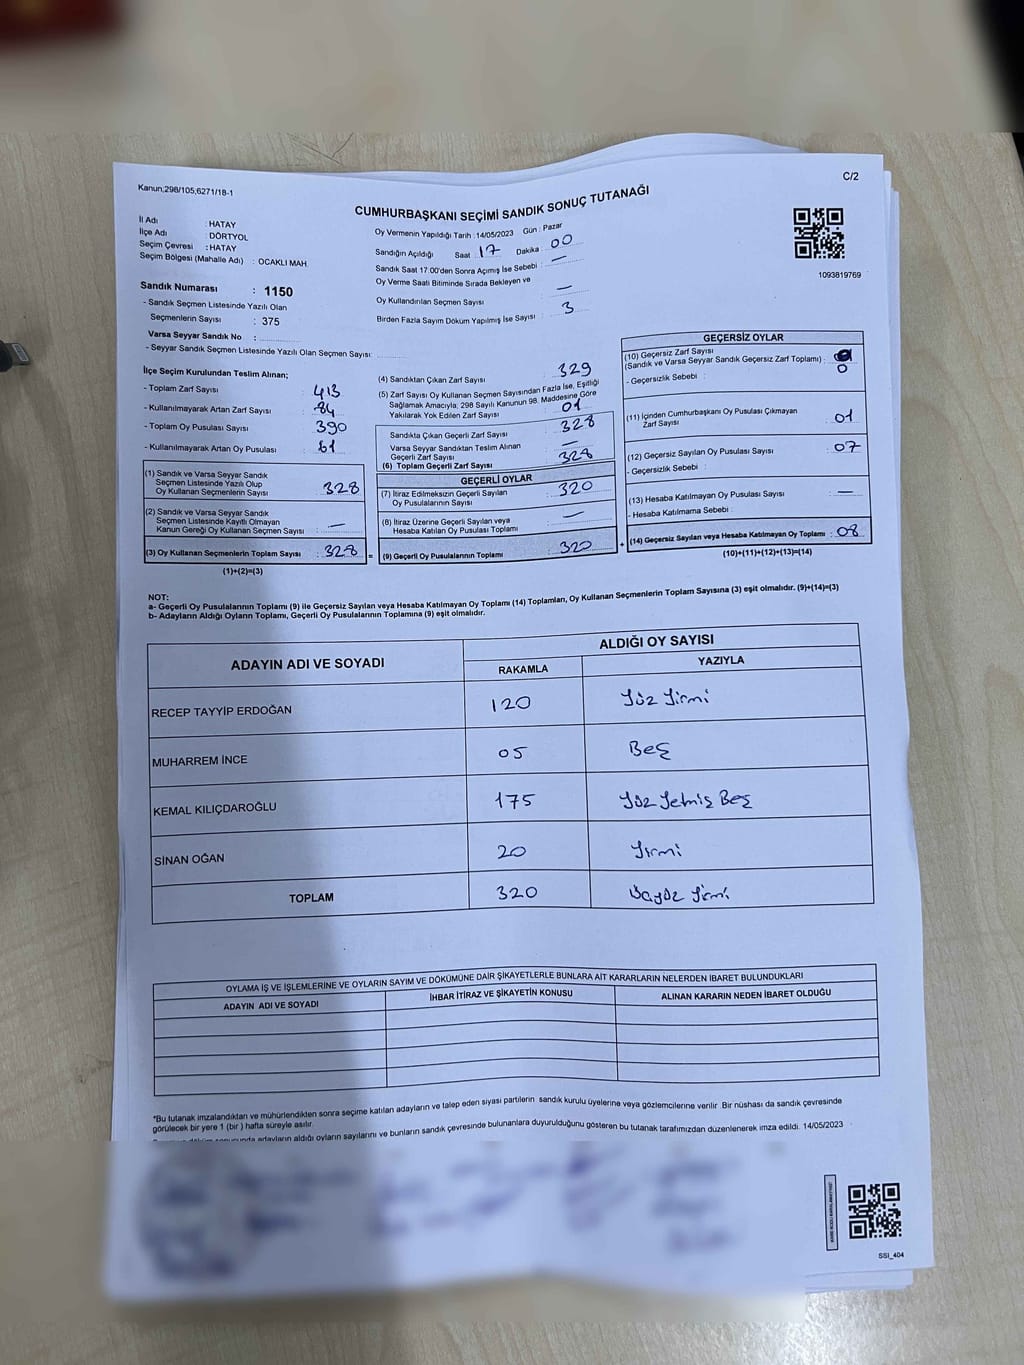 Kanun;298/105,6271/18-1
C/2
CUMHURBAŞKANI SEÇİMİ SANDIK SONUÇ TUTANAĞI
1093819769
İl Adı : HATAY
İlçe Adı : DÖRTYOL
Seçim Çevresi : HATAY
Seçim Bölgesi (Mahalle Adı) : OCAKLI MAH.
Sandık Numarası : 1150
- Sandık Seçmen Listesinde Yazılı Olan
Seçmenlerin Sayısı : 375
Varsa Seyyar Sandık No :
- Seyyar Sandık Seçmen Listesinde Yazılı Olan Seçmen Sayısı:
Oy Vermenin Yapıldığı Tarih : 14/05/2023 Gün : Pazar
Sandığın Açıldığı Saat 17 Dakika : 00
Sandık Saat 17.00'den Sonra Açımış İse Sebebi : —
Oy Verme Saati Bitiminde Sırada Bekleyen ve
Oy Kullandırılan Seçmen Sayısı : —
Birden Fazla Sayım Döküm Yapılmış İse Sayısı : 3
İlçe Seçim Kurulundan Teslim Alınan;
- Toplam Zarf Sayısı : 413
- Kullanılmayarak Artan Zarf Sayısı : 84
- Toplam Oy Pusulası Sayısı : 390
- Kullanılmayarak Artan Oy Pusulası : 61
(1) Sandık ve Varsa Seyyar Sandık
Seçmen Listesinde Yazılı Olup
Oy Kullanan Seçmenlerin Sayısı : 328
(2) Sandık ve Varsa Seyyar Sandık
Seçmen Listesinde Kayıtlı Olmayan
Kanun Gereği Oy Kullanan Seçmen Sayısı : —
(3) Oy Kullanan Seçmenlerin Toplam Sayısı : 328 =
(1)+(2)=(3)
(4) Sandıktan Çıkan Zarf Sayısı : 329
(5) Zarf Sayısı Oy Kullanan Seçmen Sayısından Fazla İse, Eşitliği
Sağlamak Amacıyla; 298 Sayılı Kanunun 98. Maddesine Göre
Yakılarak Yok Edilen Zarf Sayısı : 01
Sandıkta Çıkan Geçerli Zarf Sayısı : 328
Varsa Seyyar Sandıktan Teslim Alınan
Geçerli Zarf Sayısı : —
(6) Toplam Geçerli Zarf Sayısı : 328
GEÇERLİ OYLAR
(7) İtiraz Edilmeksizin Geçerli Sayılan
Oy Pusulalarının Sayısı : 320
(8) İtiraz Üzerine Geçerli Sayılan veya
Hesaba Katılan Oy Pusulası Toplamı : —
(9) Geçerli Oy Pusulalarının Toplamı : 320 +
GEÇERSİZ OYLAR
(10) Geçersiz Zarf Sayısı
(Sandık ve Varsa Seyyar Sandık Geçersiz Zarf Toplamı) : 0
- Geçersizlik Sebebi :
(11) İçinden Cumhurbaşkanı Oy Pusulası Çıkmayan
Zarf Sayısı : 01
(12) Geçersiz Sayılan Oy Pusulası Sayısı : 07
- Geçersizlik Sebebi :
(13) Hesaba Katılmayan Oy Pusulası Sayısı : —
- Hesaba Katılmama Sebebi :
(14) Geçersiz Sayılan veya Hesaba Katılmayan Oy Toplamı : 08
(10)+(11)+(12)+(13)=(14)
NOT:
a- Geçerli Oy Pusulalarının Toplamı (9) ile Geçersiz Sayılan veya Hesaba Katılmayan Oy Toplamı (14) Toplamları, Oy Kullanan Seçmenlerin Toplam Sayısına (3) eşit olmalıdır. (9)+(14)=(3)
b- Adayların Aldığı Oyların Toplamı, Geçerli Oy Pusulalarının Toplamına (9) eşit olmalıdır.
ADAYIN ADI VE SOYADI
ALDIĞI OY SAYISI
RAKAMLA YAZIYLA
RECEP TAYYİP ERDOĞAN 120 Yüz Yirmi
MUHARREM İNCE 05 Beş
KEMAL KILIÇDAROĞLU 175 Yüz Yetmiş Beş
SİNAN OĞAN 20 Yirmi
TOPLAM 320 Üçyüz Yirmi
OYLAMA İŞ VE İŞLEMLERİNE VE OYLARIN SAYIM VE DÖKÜMÜNE DAİR ŞİKAYETLERLE BUNLARA AİT KARARLARIN NELERDEN İBARET BULUNDUKLARI
ADAYIN ADI VE SOYADI İHBAR İTİRAZ VE ŞİKAYETİN KONUSU ALINAN KARARIN NEDEN İBARET OLDUĞU
*Bu tutanak imzalandıktan ve mühürlendikten sonra seçime katılan adayların ve talep eden siyasi partilerin sandık kurulu üyelerine veya gözlemcilerine verilir. Bir nüshası da sandık çevresinde
görülecek bir yere 1 (bir) hafta süreyle asılır.
sonucunda adayların aldığı oyların sayılarını ve bunların sandık çevresinde bulunanlara duyurulduğunu gösteren bu tutanak tarafımızdan düzenlenerek imza edildi. 14/05/2023
SSI_404